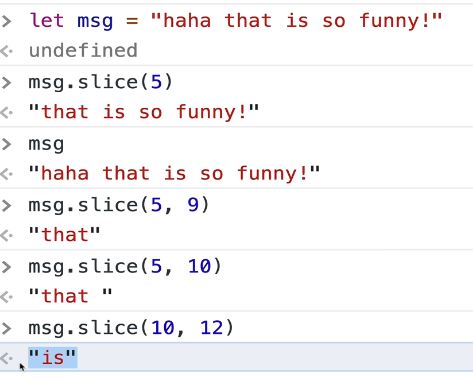 > let msg = "haha that is so funny!"
<· undefined
> msg.slice(5)
<· "that is so funny!"
> msg
<· "haha that is so funny!"
> msg.slice(5, 9)
<· "that"
> msg.slice(5, 10)
<· "that "
> msg.slice(10, 12)
<· "is"